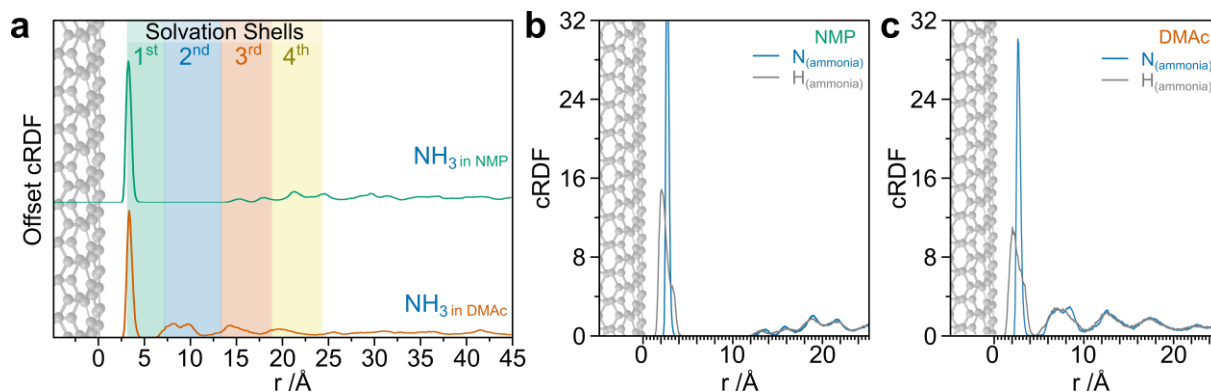 a
Solvation Shells
1st 2nd 3rd 4th
Offset cRDF
NH3 in NMP
NH3 in DMAc
0 5 10 15 20 25 30 35 40 45
r /Å
b
32
24
16
8
0
cRDF
NMP
N(ammonia)
H(ammonia)
0 10 20
r /Å
c
32
24
16
8
0
cRDF
DMAc
N(ammonia)
H(ammonia)
0 10 20
r /Å